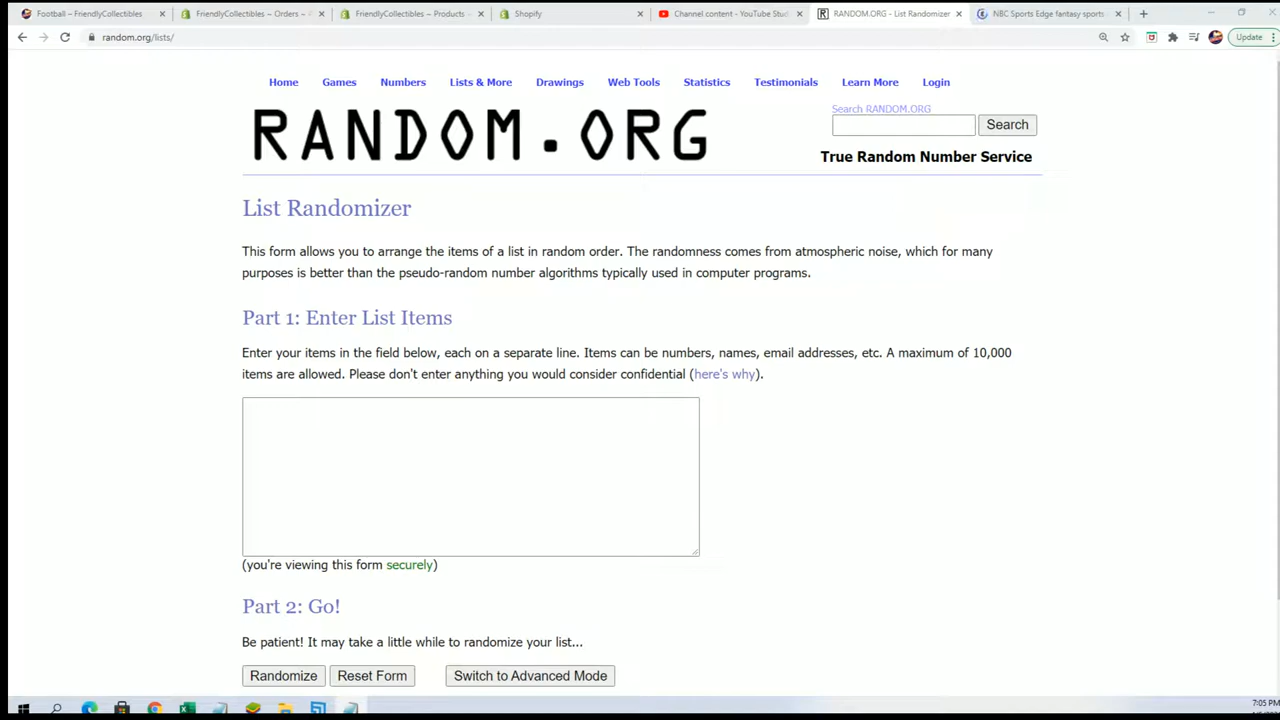 Football – FriendlyCollectibles
FriendlyCollectibles – Orders –
FriendlyCollectibles – Products –
Shopify
Channel content - YouTube Stud
RANDOM.ORG - List Randomizer
NBC Sports Edge fantasy sports
random.org/lists/
Update
Home Games Numbers Lists & More Drawings Web Tools Statistics Testimonials Learn More Login
RANDOM.ORG
Search RANDOM.ORG
Search
True Random Number Service
List Randomizer
This form allows you to arrange the items of a list in random order. The randomness comes from atmospheric noise, which for many
purposes is better than the pseudo-random number algorithms typically used in computer programs.
Part 1: Enter List Items
Enter your items in the field below, each on a separate line. Items can be numbers, names, email addresses, etc. A maximum of 10,000
items are allowed. Please don't enter anything you would consider confidential (here's why).
(you're viewing this form securely)
Part 2: Go!
Be patient! It may take a little while to randomize your list...
Randomize Reset Form Switch to Advanced Mode
7:05 PM